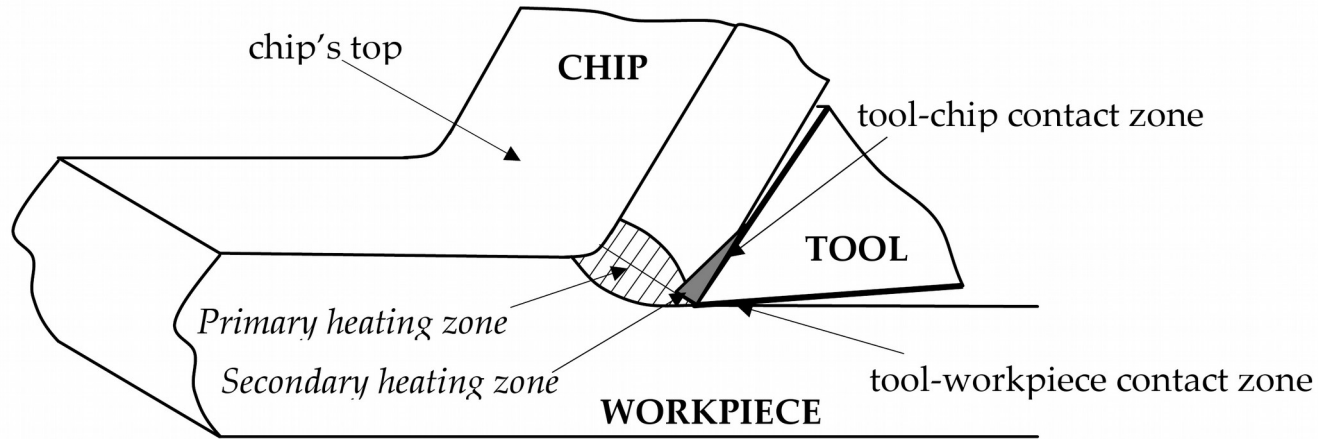 chip's top
CHIP
tool-chip contact zone
TOOL
Primary heating zone
Secondary heating zone
tool-workpiece contact zone
WORKPIECE